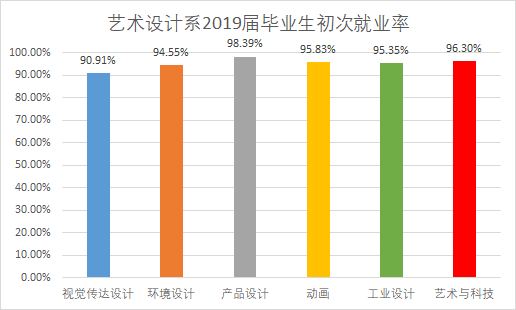 艺术设计系2019届毕业生初次就业率
100.00%
90.00%
80.00%
70.00%
60.00%
50.00%
40.00%
30.00%
20.00%
10.00%
0.00%
90.91%
94.55%
98.39%
95.83%
95.35%
96.30%
视觉传达设计
环境设计
产品设计
动画
工业设计
艺术与科技